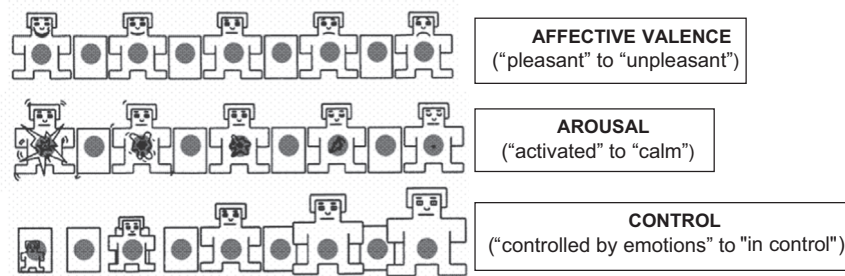 AFFECTIVE VALENCE
(“pleasant” to “unpleasant”)
AROUSAL
(“activated” to “calm”)
CONTROL
(“controlled by emotions” to "in control")